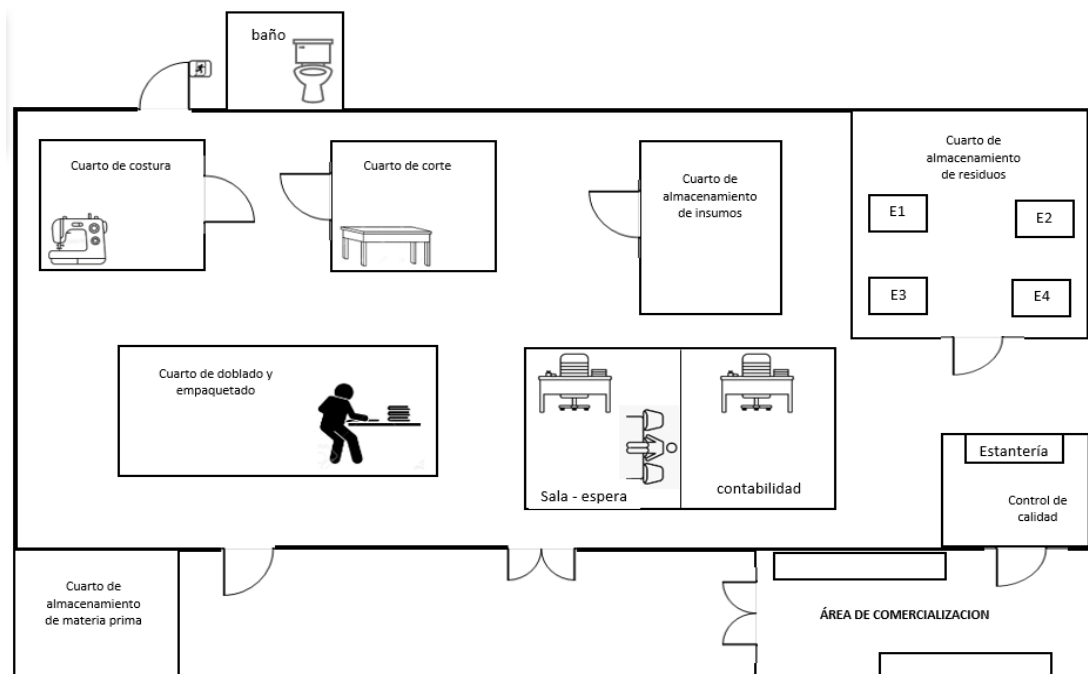 baño
Cuarto de costura
Cuarto de corte
Cuarto de
almacenamiento
de insumos
Cuarto de
almacenamiento
de residuos
E1
E2
E3
E4
Cuarto de doblado y
empaquetado
Sala - espera
contabilidad
Estantería
Control de
calidad
Cuarto de
almacenamiento
de materia prima
ÁREA DE COMERCIALIZACION